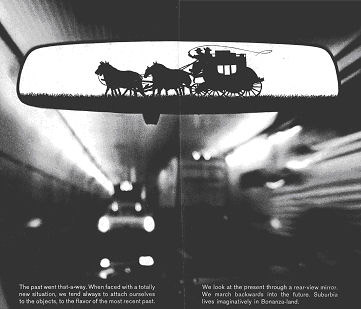 The past went that-a-way. When faced with a totally
new situation, we tend always to attach ourselves
to the objects, to the flavor of the most recent past.
We look at the present through a rear-view mirror.
We march backwards into the future. Suburbia
lives imaginatively in Bonanza-land.